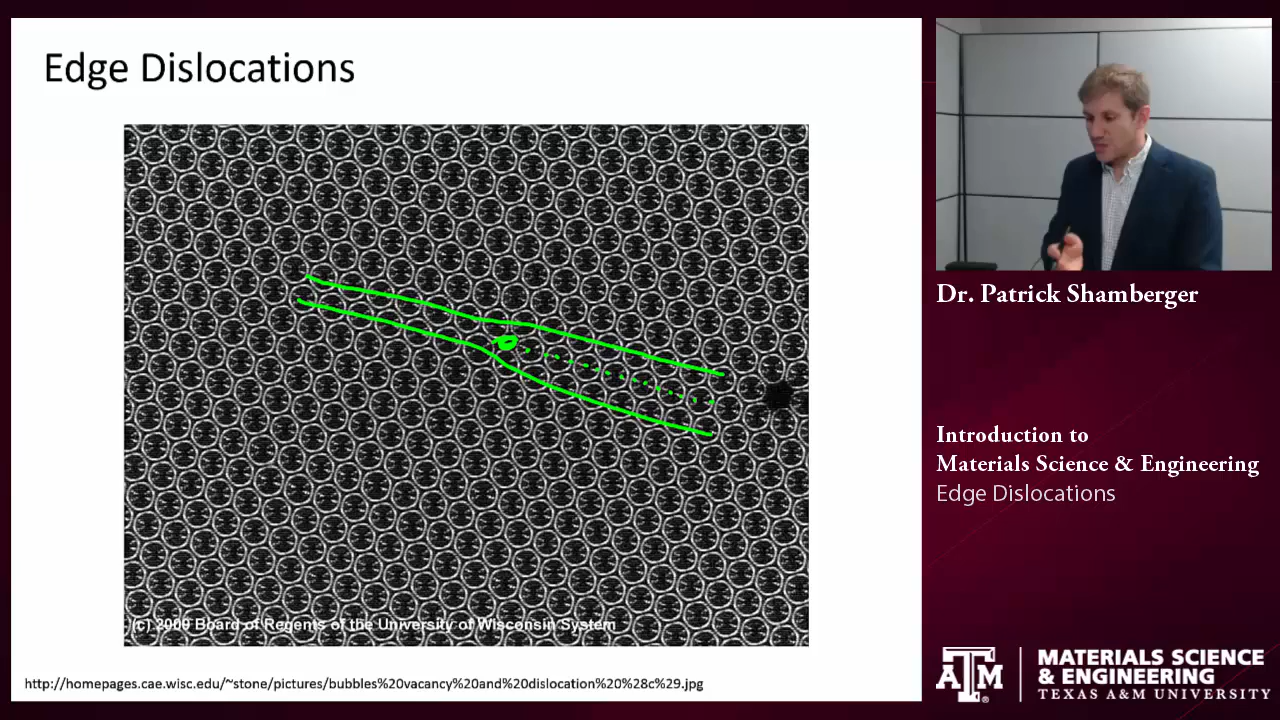 Edge Dislocations
(c) 2009 Board of Regents of the University of Wisconsin System
http://homepages.cae.wisc.edu/~stone/pictures/bubbles%20vacancy%20and%20dislocation%20%28c%29.jpg
Dr. Patrick Shamberger
Introduction to
Materials Science & Engineering
Edge Dislocations
ATM
MATERIALS SCIENCE
& ENGINEERING
TEXAS A&M UNIVERSITY